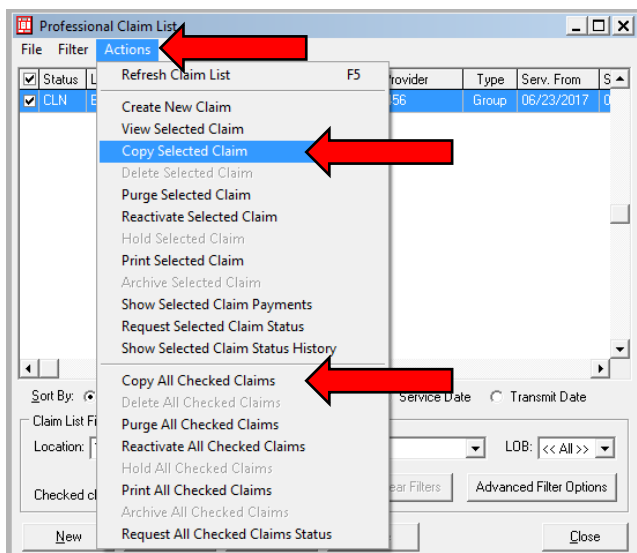 Professional Claim List
File Filter Actions
Status L Provider Type Serv. From S
CLN E 56 Group 06/23/2017 0
Refresh Claim List F5
Create New Claim
View Selected Claim
Copy Selected Claim
Delete Selected Claim
Purge Selected Claim
Reactivate Selected Claim
Hold Selected Claim
Print Selected Claim
Archive Selected Claim
Show Selected Claim Payments
Request Selected Claim Status
Show Selected Claim Status History
Copy All Checked Claims
Delete All Checked Claims
Purge All Checked Claims
Reactivate All Checked Claims
Hold All Checked Claims
Print All Checked Claims
Archive All Checked Claims
Request All Checked Claims Status
Sort By: Service Date Transmit Date
Claim List Fi
Location: LOB: << All >>
Checked cl ear Filters Advanced Filter Options
New Close